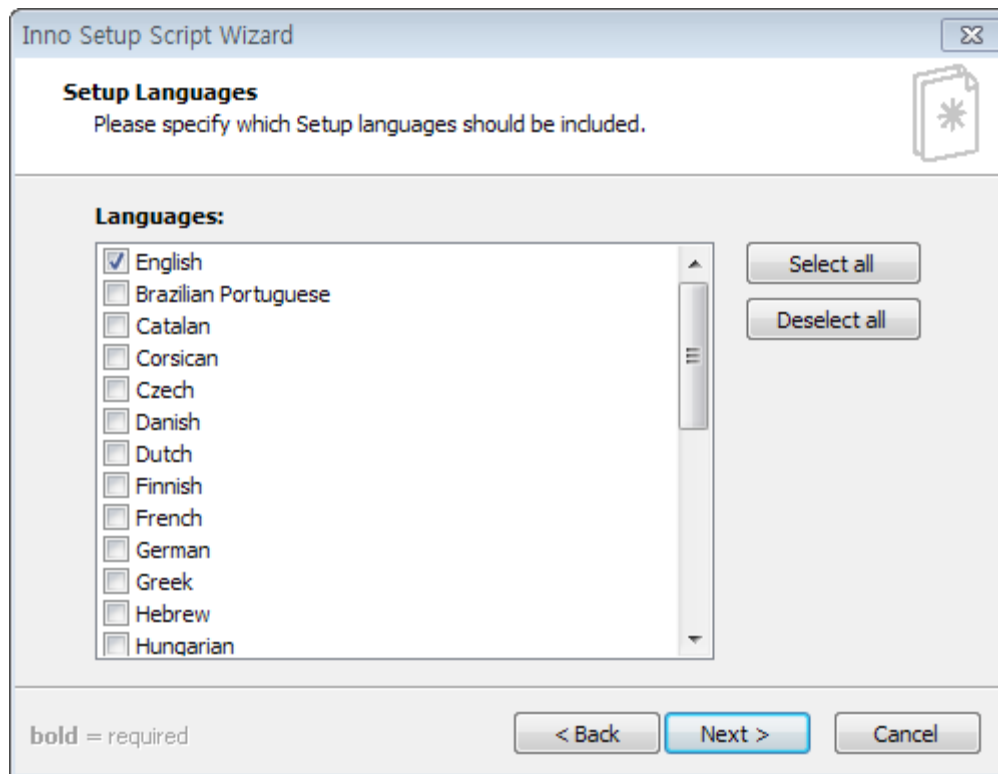 Inno Setup Script Wizard
Setup Languages
Please specify which Setup languages should be included.
Languages:
English
Brazilian Portuguese
Catalan
Corsican
Czech
Danish
Dutch
Finnish
French
German
Greek
Hebrew
Hungarian
Select all
Deselect all
bold = required
< Back
Next >
Cancel